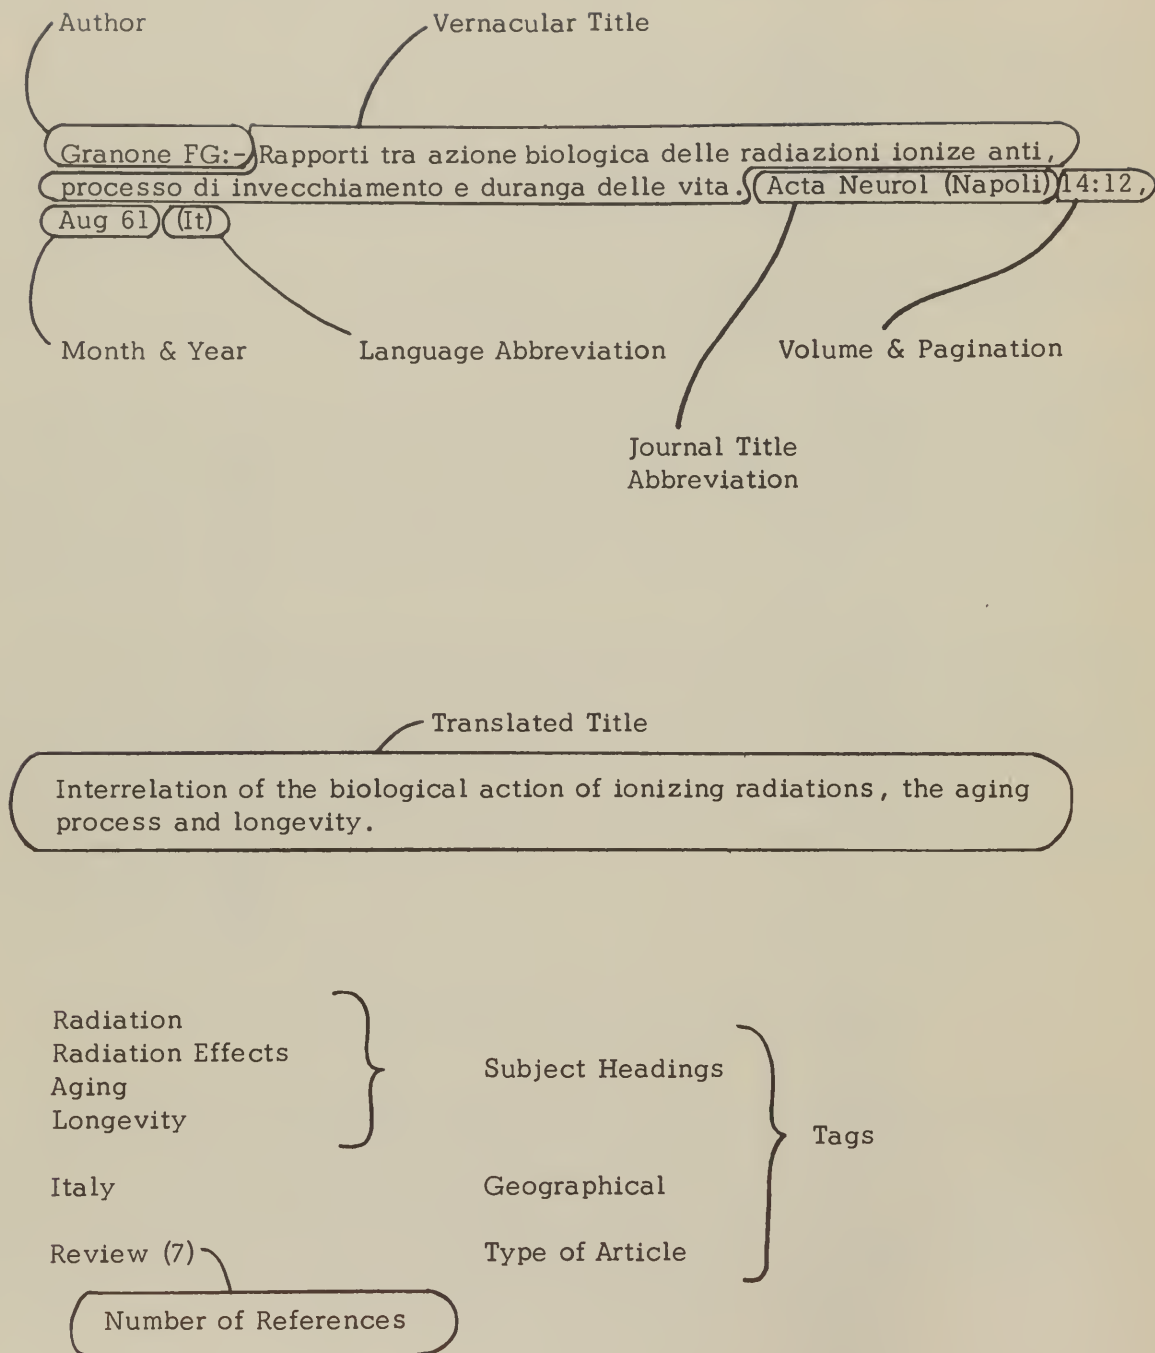 Author
Vernacular Title
Granone FG:- Rapporti tra azione biologica delle radiazioni ionize anti,
processo di invecchiamento e duranga delle vita. Acta Neurol (Napoli) 14:12,
Aug 61 (It)
Month & Year
Language Abbreviation
Volume & Pagination
Journal Title
Abbreviation
Translated Title
Interrelation of the biological action of ionizing radiations, the aging
process and longevity.
Radiation
Radiation Effects
Aging
Longevity
Subject Headings
Tags
Italy
Geographical
Review (7)
Type of Article
Number of References